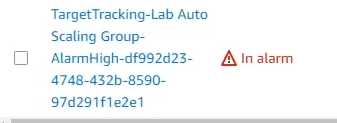 TargetTracking-Lab Auto
Scaling Group-
AlarmHigh-df992d23-
4748-432b-8590-
97d291f1e2e1
In alarm